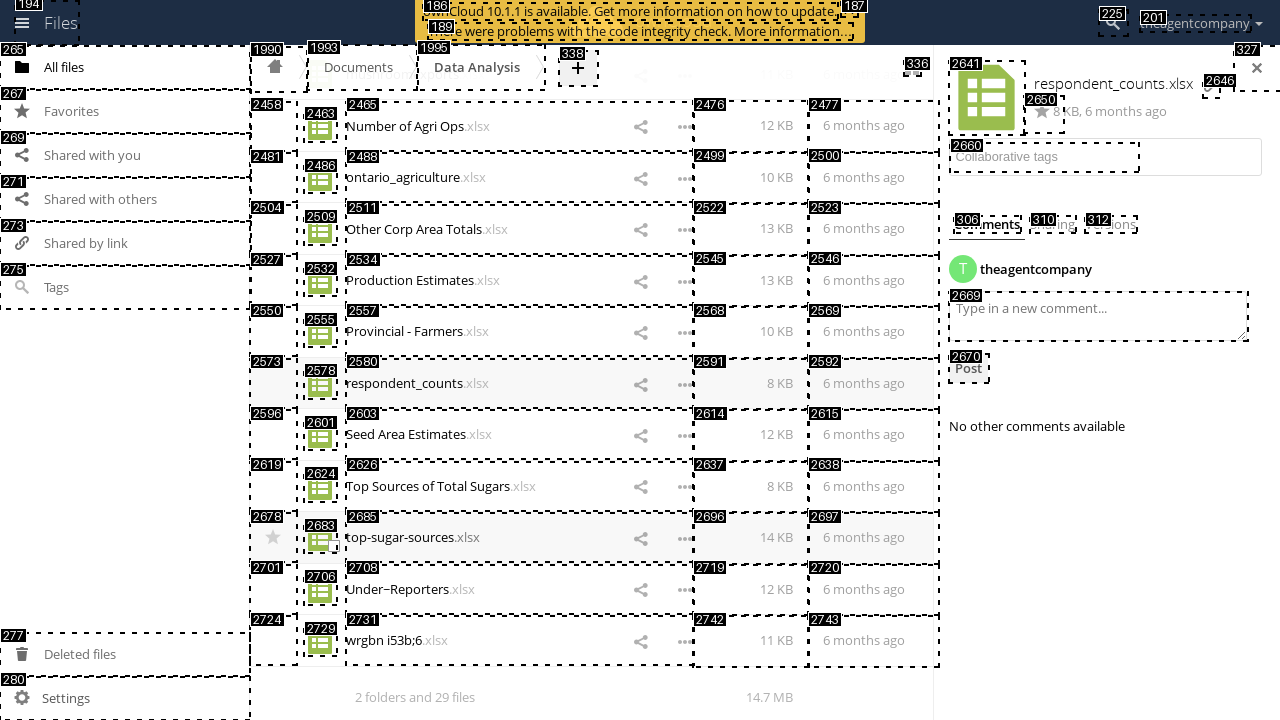 Files
ownCloud 10.1.1 is available. Get more information on how to update.
There were problems with the code integrity check. More information…
theagentcompany
194
186
187
189
225
201
All files
Favorites
Shared with you
Shared with others
Shared by link
Tags
Deleted files
Settings
265
267
269
271
273
275
277
280
1990
1993
1995
338
336
Documents
Data Analysis
+
2458 2463 2465 2476 2477
Number of Agri Ops.xlsx 12 KB 6 months ago
2481 2486 2488 2499 2500
ontario_agriculture.xlsx 10 KB 6 months ago
2504 2509 2511 2522 2523
Other Corp Area Totals.xlsx 13 KB 6 months ago
2527 2532 2534 2545 2546
Production Estimates.xlsx 13 KB 6 months ago
2550 2555 2557 2568 2569
Provincial - Farmers.xlsx 10 KB 6 months ago
2573 2578 2580 2591 2592
respondent_counts.xlsx 8 KB 6 months ago
2596 2601 2603 2614 2615
Seed Area Estimates.xlsx 12 KB 6 months ago
2619 2624 2626 2637 2638
Top Sources of Total Sugars.xlsx 8 KB 6 months ago
2678 2683 2685 2696 2697
top-sugar-sources.xlsx 14 KB 6 months ago
2701 2706 2708 2719 2720
Under−Reporters.xlsx 12 KB 6 months ago
2724 2729 2731 2742 2743
wrgbn i53b;6.xlsx 11 KB 6 months ago
2 folders and 29 files 14.7 MB
327
2641
2646
2650
respondent_counts.xlsx
8 KB, 6 months ago
2660
Collaborative tags
306 310 312
Comments Sharing Versions
T theagentcompany
2669
Type in a new comment...
2670
Post
No other comments available